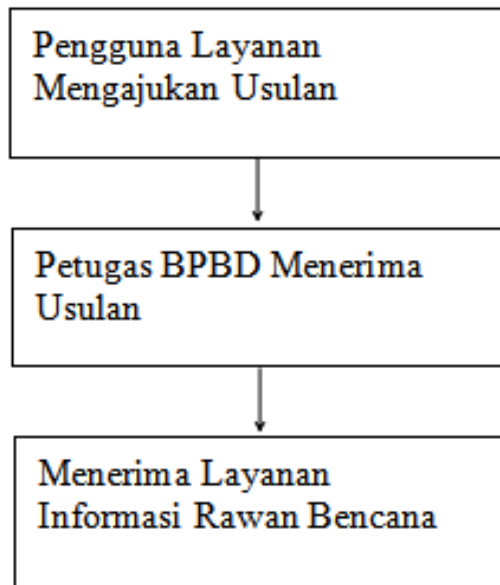 Pengguna Layanan
Mengajukan Usulan
Petugas BPBD Menerima
Usulan
Menerima Layanan
Informasi Rawan Bencana